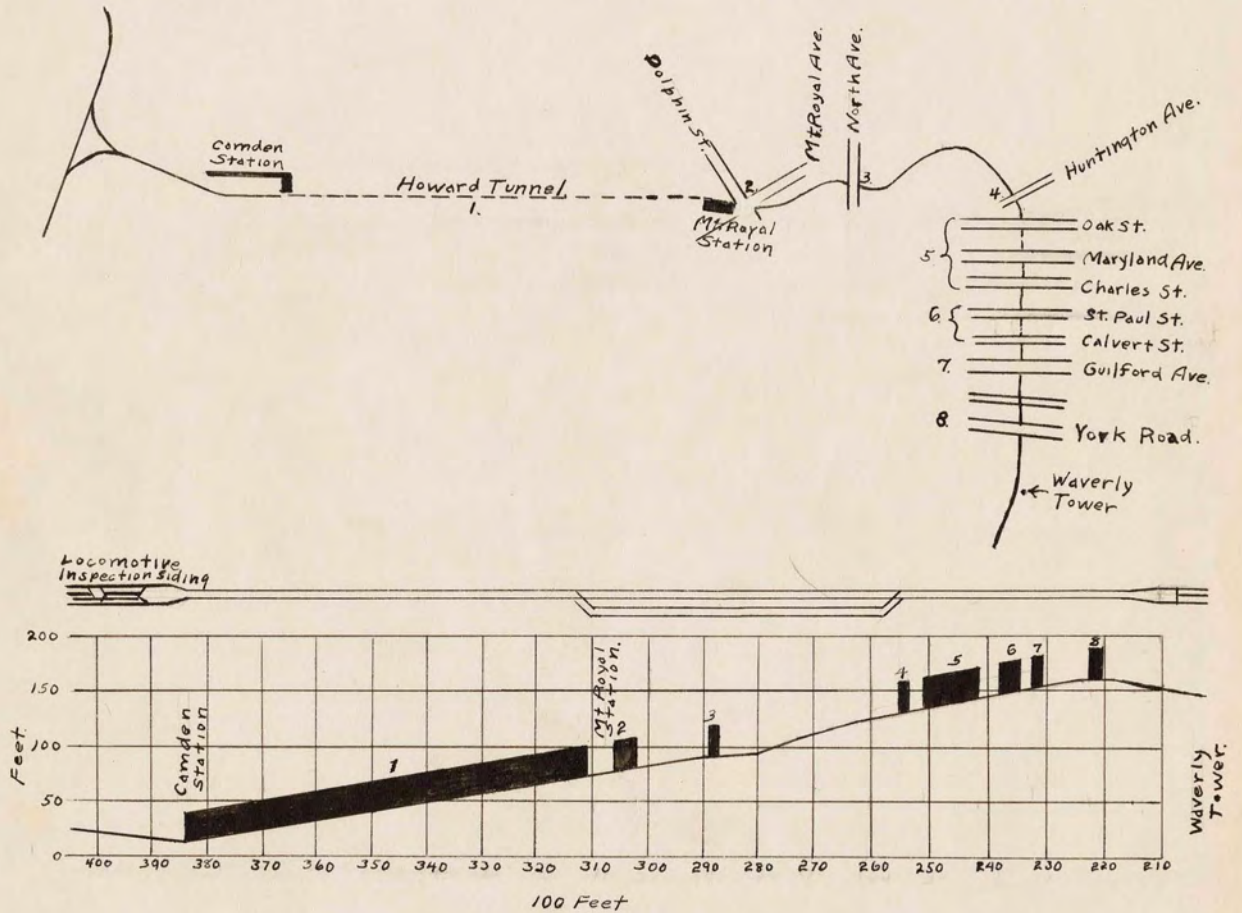 Dolphin St.
Mt. Royal Ave.
North Ave.
Huntington Ave.
Camden
Station
Howard Tunnel
1.
2.
3.
4.
Mt. Royal
Station
Oak St.
5.
Maryland Ave.
Charles St.
6.
St. Paul St.
Calvert St.
7.
Guilford Ave.
8.
York Road.
Waverly
Tower
Locomotive
Inspection Siding
200
150
100
50
0
Feet
Camden
Station
1
Mt Royal
Station.
2
3
4
5
6
7
8
Waverly
Tower.
400 390 380 370 360 350 340 330 320 310 300 290 280 270 260 250 240 230 220 210
100 Feet